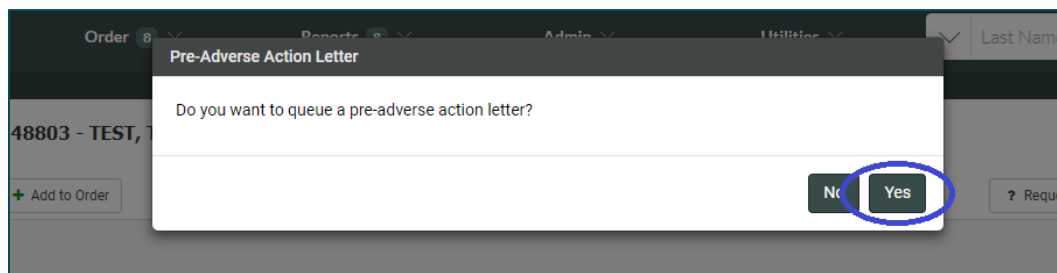 Order 8 Reports 8 Admin Utilities Last Nam
Pre-Adverse Action Letter
Do you want to queue a pre-adverse action letter?
48803 - TEST, T
+ Add to Order
No Yes
? Requ